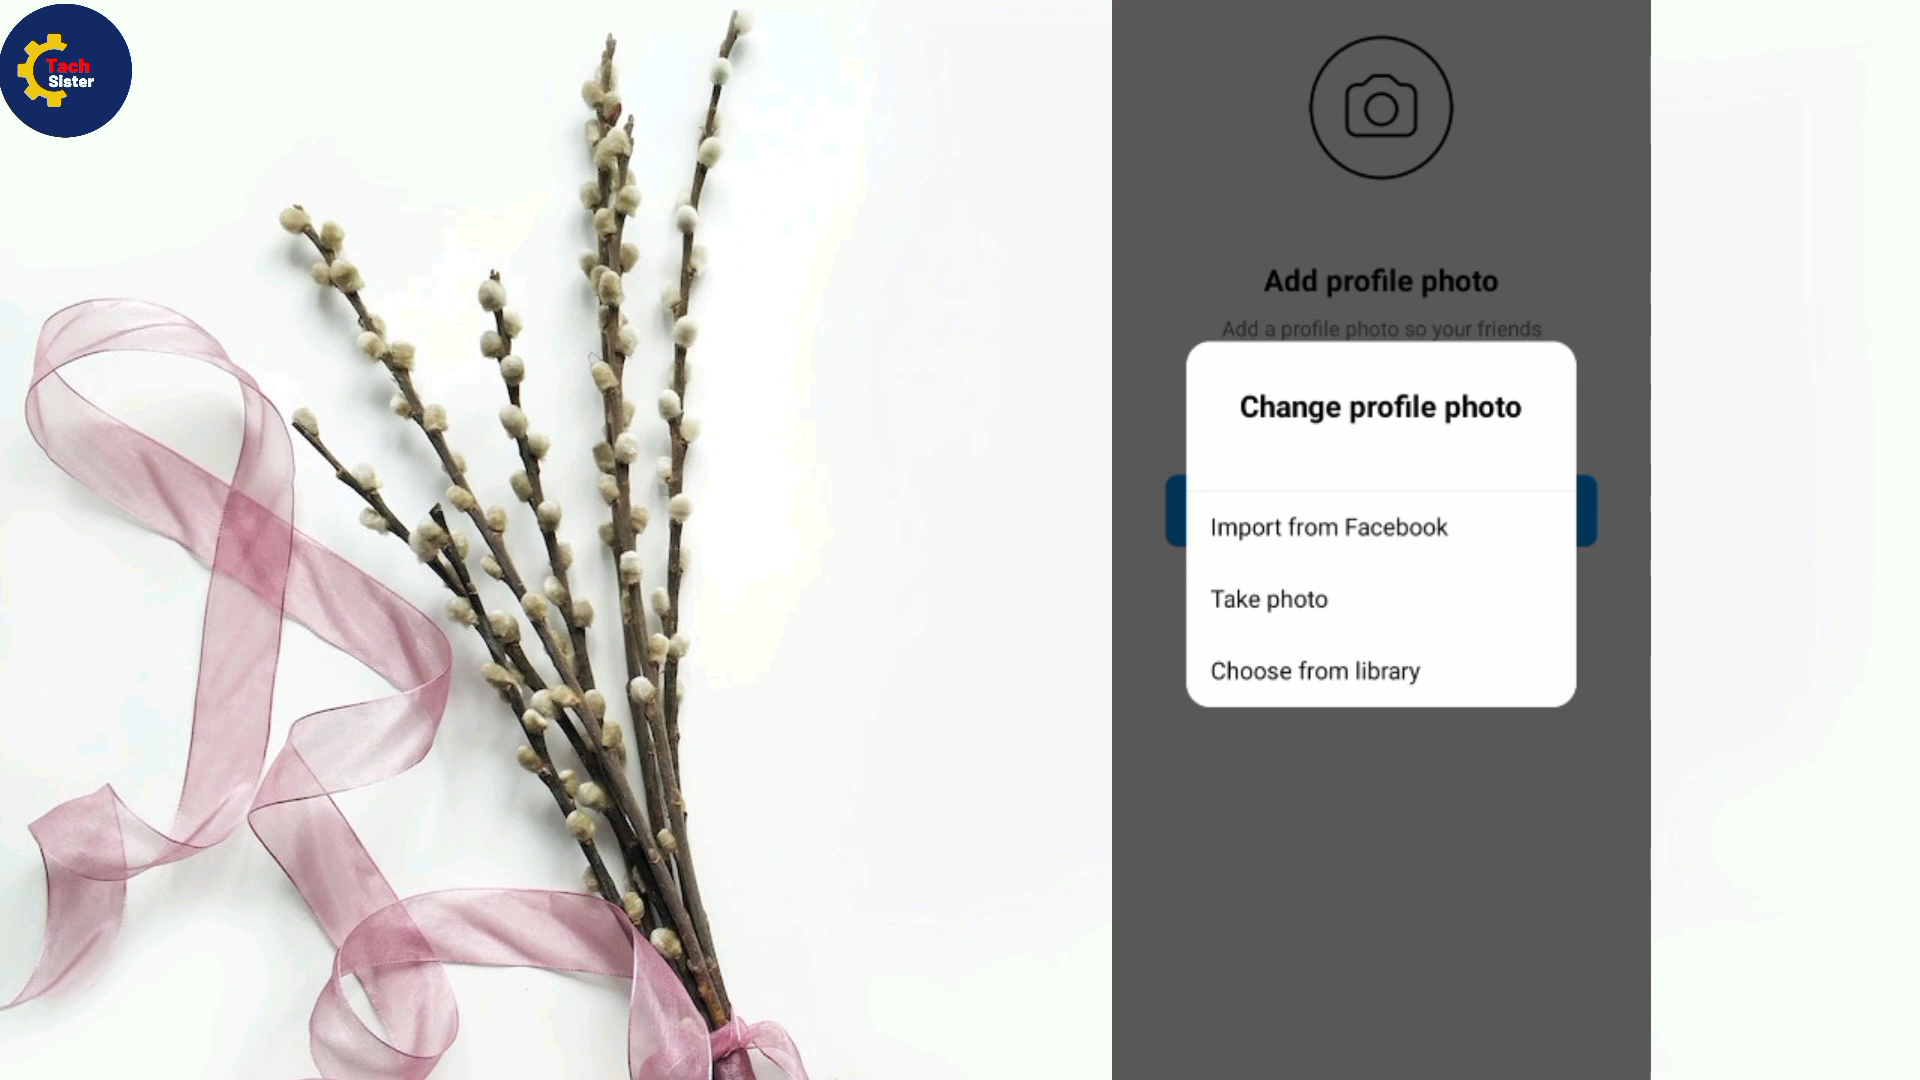 Tach
Sister
Add profile photo
Add a profile photo so your friends
Change profile photo
Import from Facebook
Take photo
Choose from library